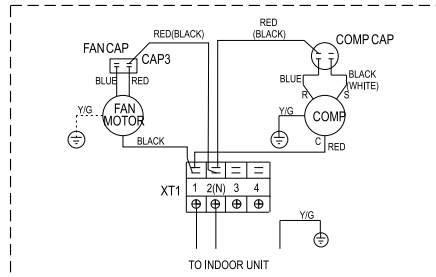 RED
(BLACK)
RED(BLACK)
FAN CAP
CAP3
COMP CAP
BLUE
RED
BLUE
BLACK
(WHITE)
R
S
Y/G
FAN
MOTOR
Y/G
COMP
BLACK
C
RED
XT1
1
2(N)
3
4
Y/G
TO INDOOR UNIT